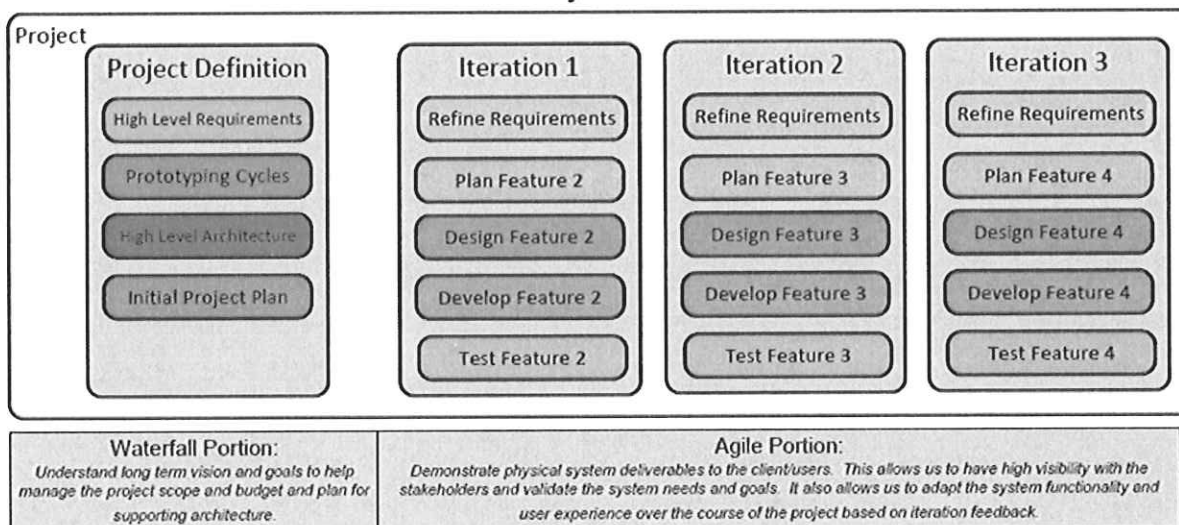 Project
Project Definition
High Level Requirements
Prototyping Cycles
High Level Architecture
Initial Project Plan
Iteration 1
Refine Requirements
Plan Feature 2
Design Feature 2
Develop Feature 2
Test Feature 2
Iteration 2
Refine Requirements
Plan Feature 3
Design Feature 3
Develop Feature 3
Test Feature 3
Iteration 3
Refine Requirements
Plan Feature 4
Design Feature 4
Develop Feature 4
Test Feature 4
Waterfall Portion:
Understand long term vision and goals to help
manage the project scope and budget and plan for
supporting architecture.
Agile Portion:
Demonstrate physical system deliverables to the client/users. This allows us to have high visibility with the
stakeholders and validate the system needs and goals. It also allows us to adapt the system functionality and
user experience over the course of the project based on iteration feedback.